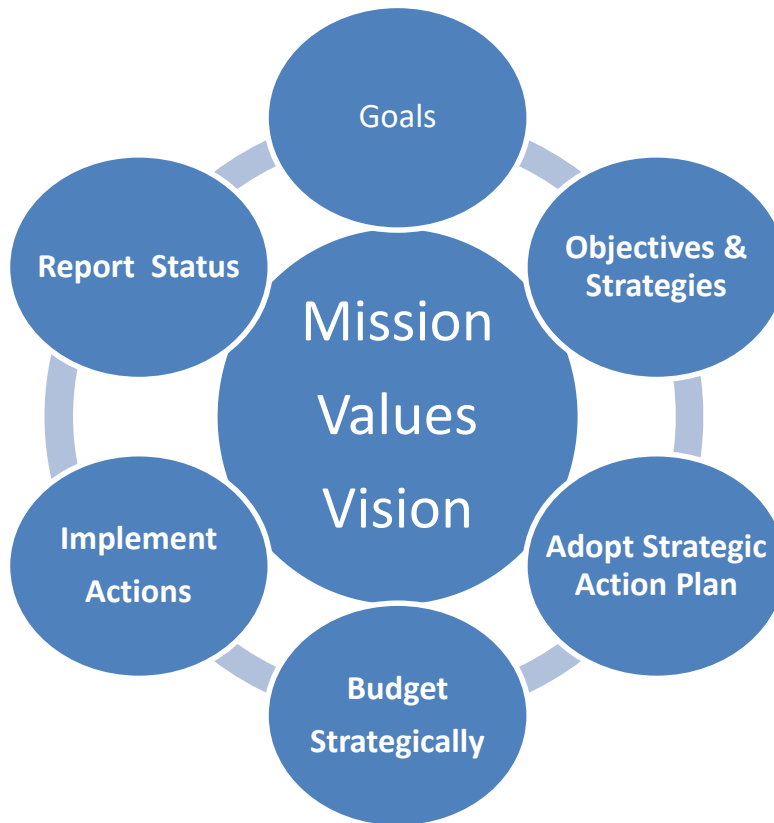 Goals
Objectives &
Strategies
Adopt Strategic
Action Plan
Budget
Strategically
Implement
Actions
Report  Status
Mission
Values
Vision